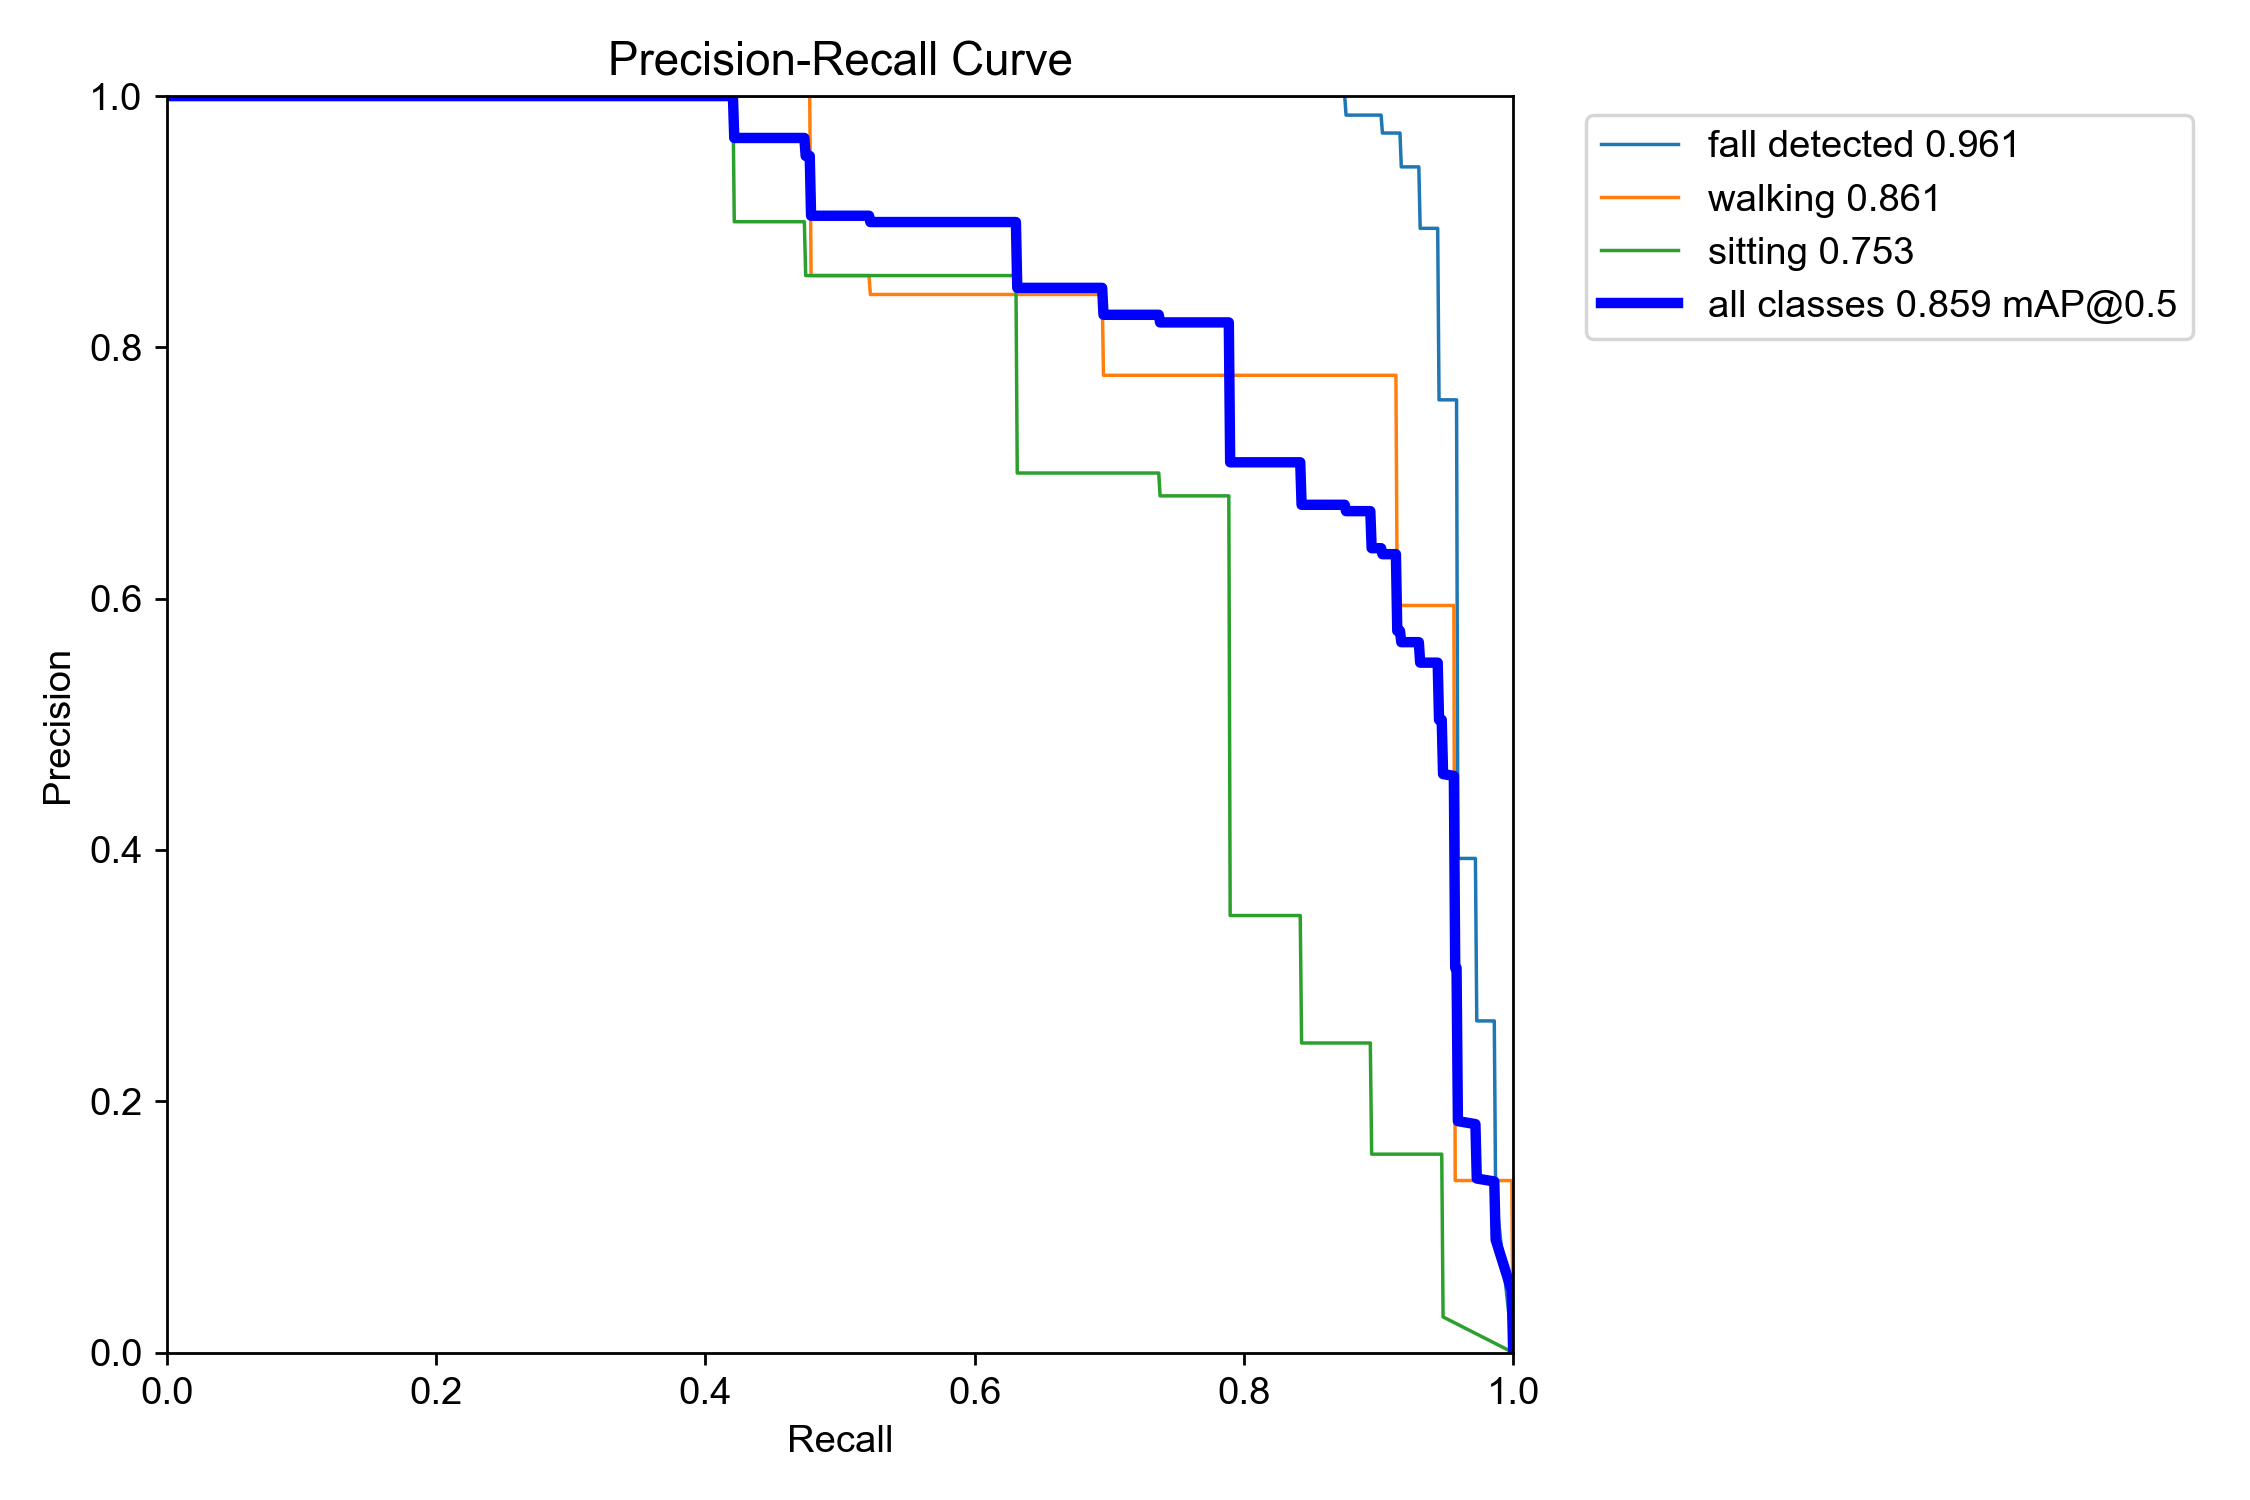 Precision-Recall Curve
1.0
0.8
0.6
0.4
0.2
0.0
Precision
0.0 0.2 0.4 0.6 0.8 1.0
Recall
fall detected 0.961
walking 0.861
sitting 0.753
all classes 0.859 mAP@0.5